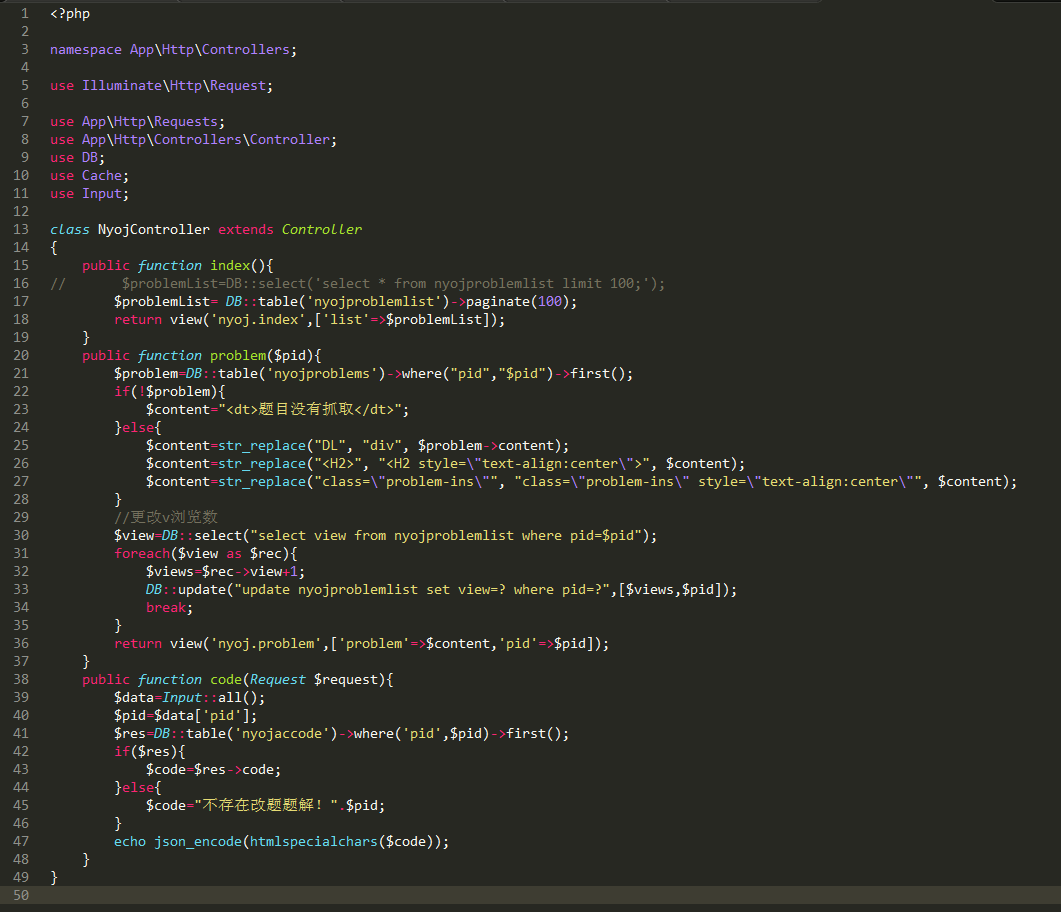 1 <?php
2
3 namespace App\Http\Controllers;
4
5 use Illuminate\Http\Request;
6
7 use App\Http\Requests;
8 use App\Http\Controllers\Controller;
9 use DB;
10 use Cache;
11 use Input;
12
13 class NyojController extends Controller
14 {
15     public function index(){
16 //       $problemList=DB::select('select * from nyojproblemlist limit 100;');
17         $problemList= DB::table('nyojproblemlist')->paginate(100);
18         return view('nyoj.index',['list'=>$problemList]);
19     }
20     public function problem($pid){
21         $problem=DB::table('nyojproblems')->where("pid","$pid")->first();
22         if(!$problem){
23             $content="<dt>题目没有抓取</dt>";
24         }else{
25             $content=str_replace("DL", "div", $problem->content);
26             $content=str_replace("<H2>", "<H2 style=\"text-align:center\">", $content);
27             $content=str_replace("class=\"problem-ins\"", "class=\"problem-ins\" style=\"text-align:center\"", $content);
28         }
29         //更改v浏览数
30         $view=DB::select("select view from nyojproblemlist where pid=$pid");
31         foreach($view as $rec){
32             $views=$rec->view+1;
33             DB::update("update nyojproblemlist set view=? where pid=?",[$views,$pid]);
34             break;
35         }
36         return view('nyoj.problem',['problem'=>$content,'pid'=>$pid]);
37     }
38     public function code(Request $request){
39         $data=Input::all();
40         $pid=$data['pid'];
41         $res=DB::table('nyojaccode')->where('pid',$pid)->first();
42         if($res){
43             $code=$res->code;
44         }else{
45             $code="不存在改题题解！".$pid;
46         }
47         echo json_encode(htmlspecialchars($code));
48     }
49 }
50